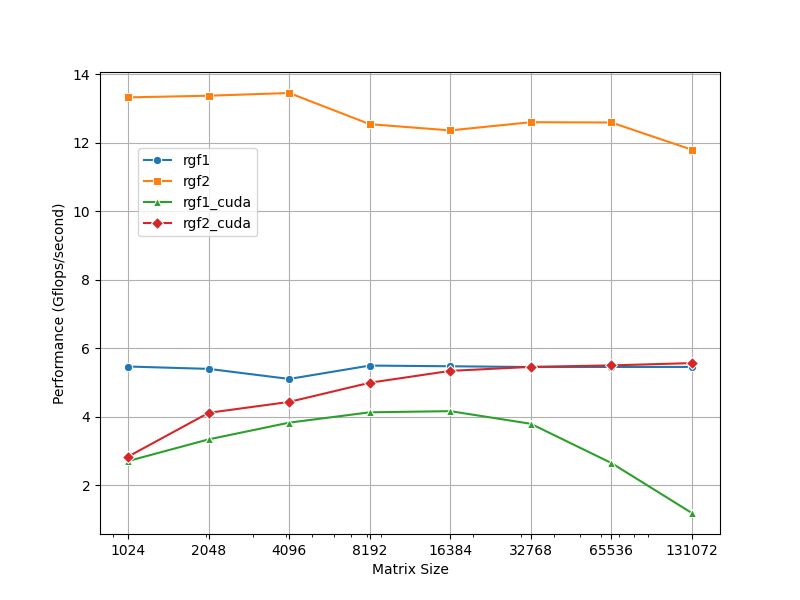 14
12
10
8
6
4
2
Performance (Gflops/second)
rgf1
rgf2
rgf1_cuda
rgf2_cuda
1024 2048 4096 8192 16384 32768 65536 131072
Matrix Size